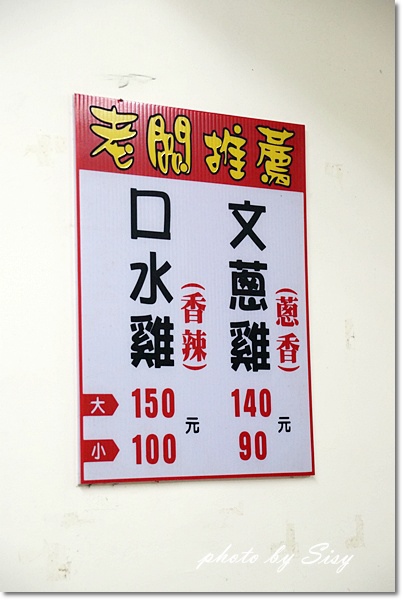 老闆推薦
文蔥雞(蔥香)
口水雞(香辣)
大 150 元 140 元
小 100 90
photo by Sisy